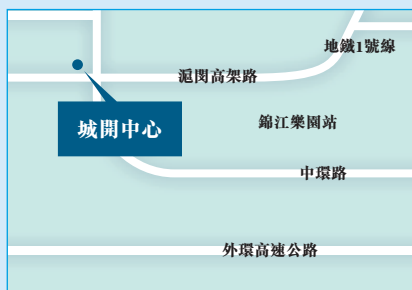 地鐵1號線
滬閔高架路
城開中心
錦江樂園站
中環路
外環高速公路